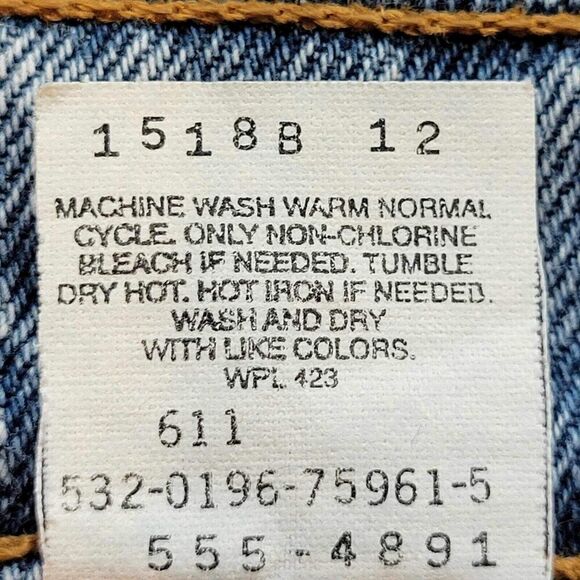 1518B 12
MACHINE WASH WARM NORMAL
CYCLE. ONLY NON-CHLORINE
BLEACH IF NEEDED. TUMBLE
DRY HOT. HOT IRON IF NEEDED.
WASH AND DRY
WITH LIKE COLORS.
WPL 423
611
532-0196-75961-5
555-4891